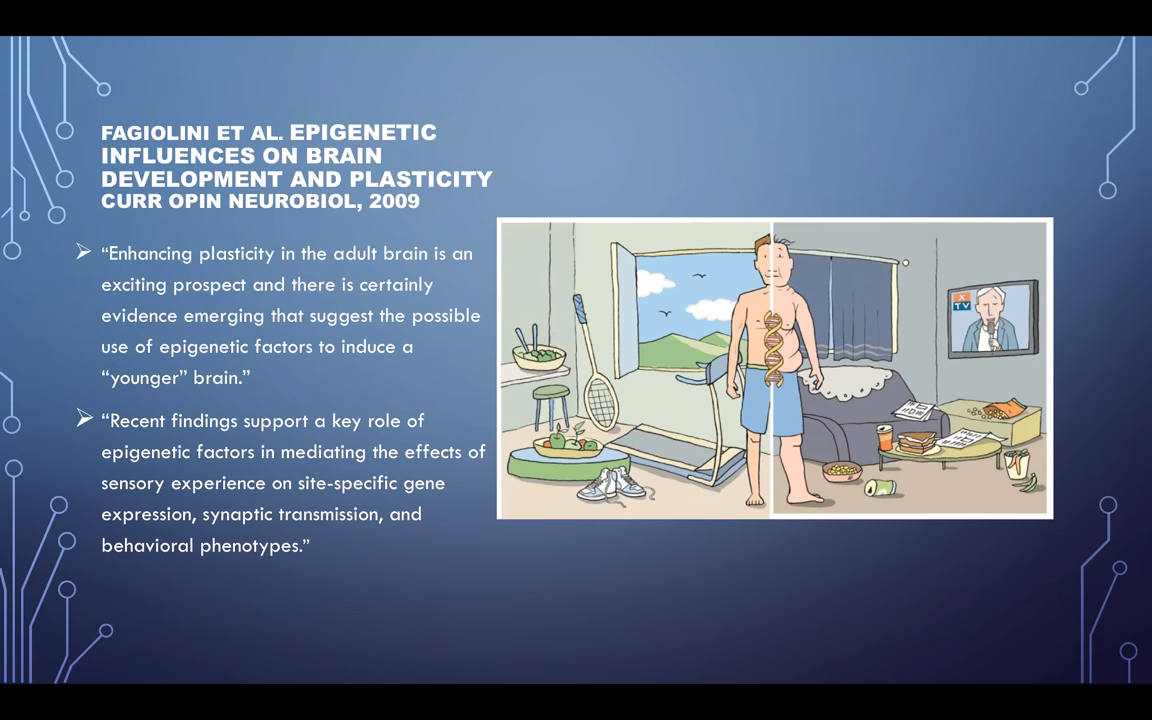 FAGIOLINI ET AL. EPIGENETIC
INFLUENCES ON BRAIN
DEVELOPMENT AND PLASTICITY
CURR OPIN NEUROBIOL, 2009
“Enhancing plasticity in the adult brain is an
exciting prospect and there is certainly
evidence emerging that suggest the possible
use of epigenetic factors to induce a
“younger” brain.”
“Recent findings support a key role of
epigenetic factors in mediating the effects of
sensory experience on site-specific gene
expression, synaptic transmission, and
behavioral phenotypes.”
X
TV